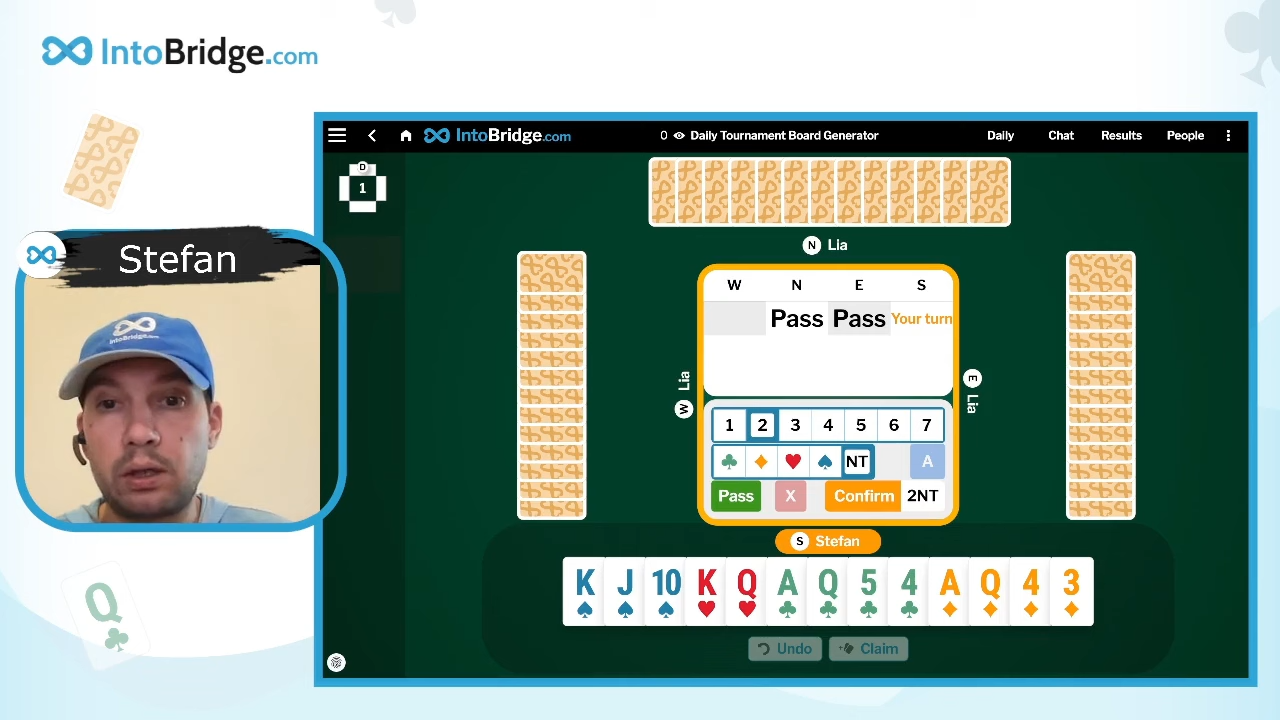 IntoBridge.com
IntoBridge.com
0 Daily Tournament Board Generator
Daily Chat Results People
D
1
N Lia
W N E S
Pass Pass Your turn
W Lia
E Lia
1 2 3 4 5 6 7
♣ ♦ ♥ ♠ NT A
Pass X Confirm 2NT
S Stefan
K J 10 K Q A Q 5 4 A Q 4 3
Undo Claim
Stefan
IntoBridge.com
Q